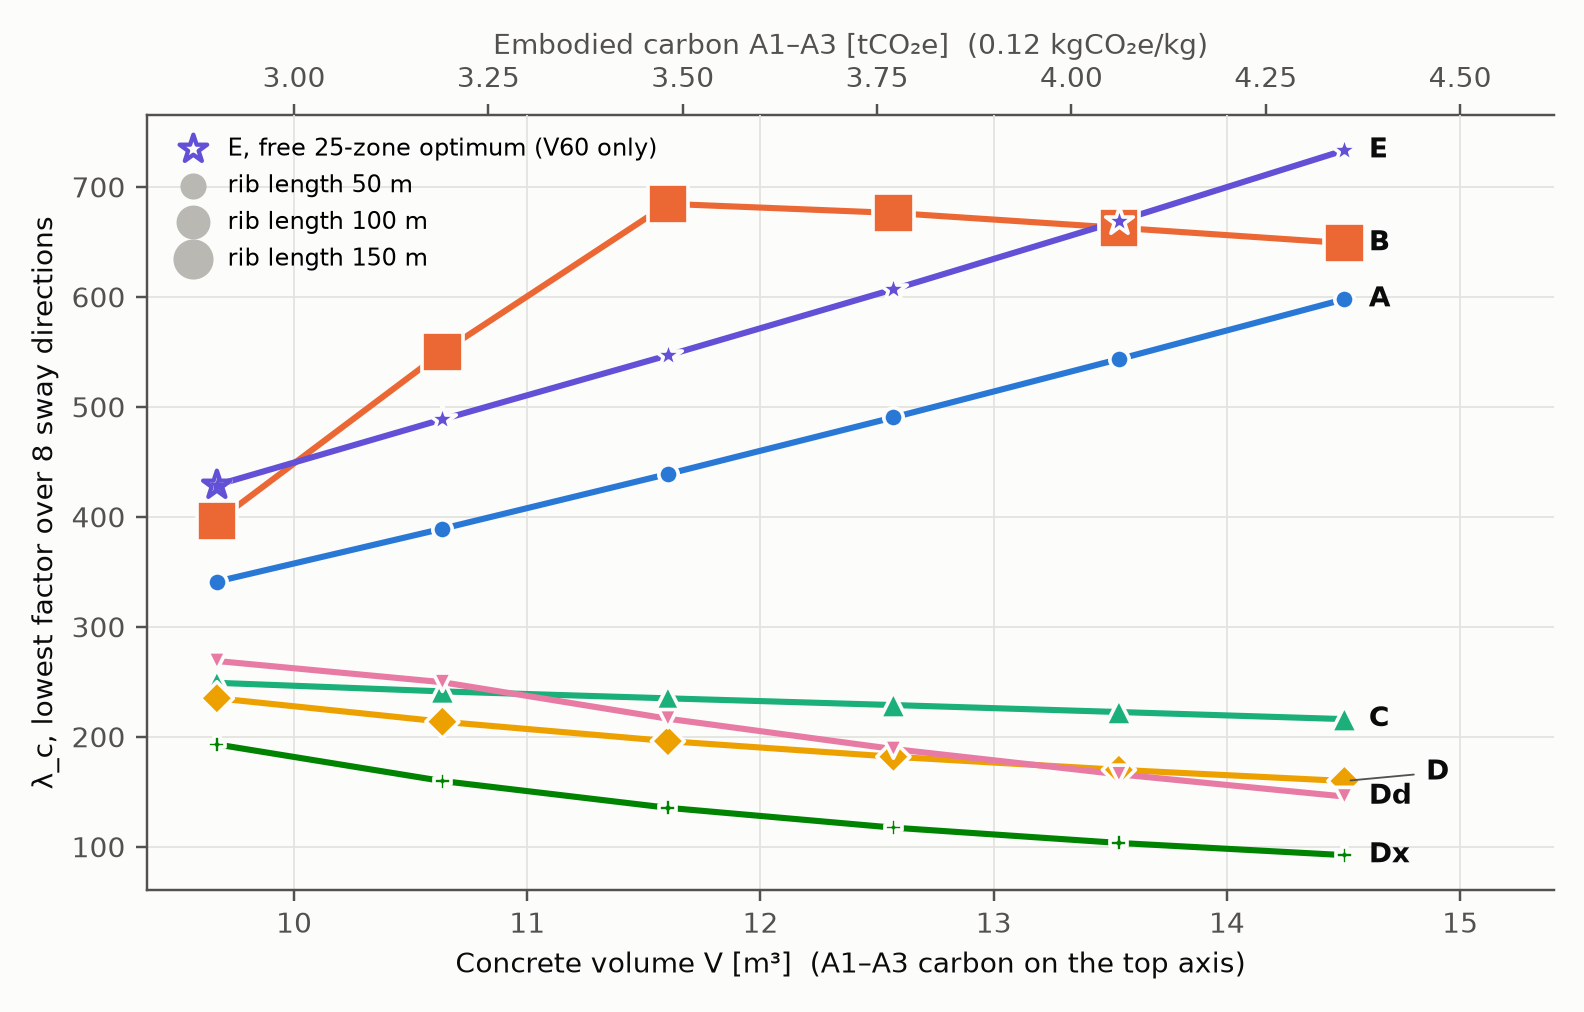 Embodied carbon A1–A3 [tCO₂e]  (0.12 kgCO₂e/kg)
3.00 3.25 3.50 3.75 4.00 4.25 4.50
E, free 25-zone optimum (V60 only)
rib length 50 m
rib length 100 m
rib length 150 m
λ_c, lowest factor over 8 sway directions
700
600
500
400
300
200
100
E
B
A
C
D
Dd
Dx
10 11 12 13 14 15
Concrete volume V [m³]  (A1–A3 carbon on the top axis)